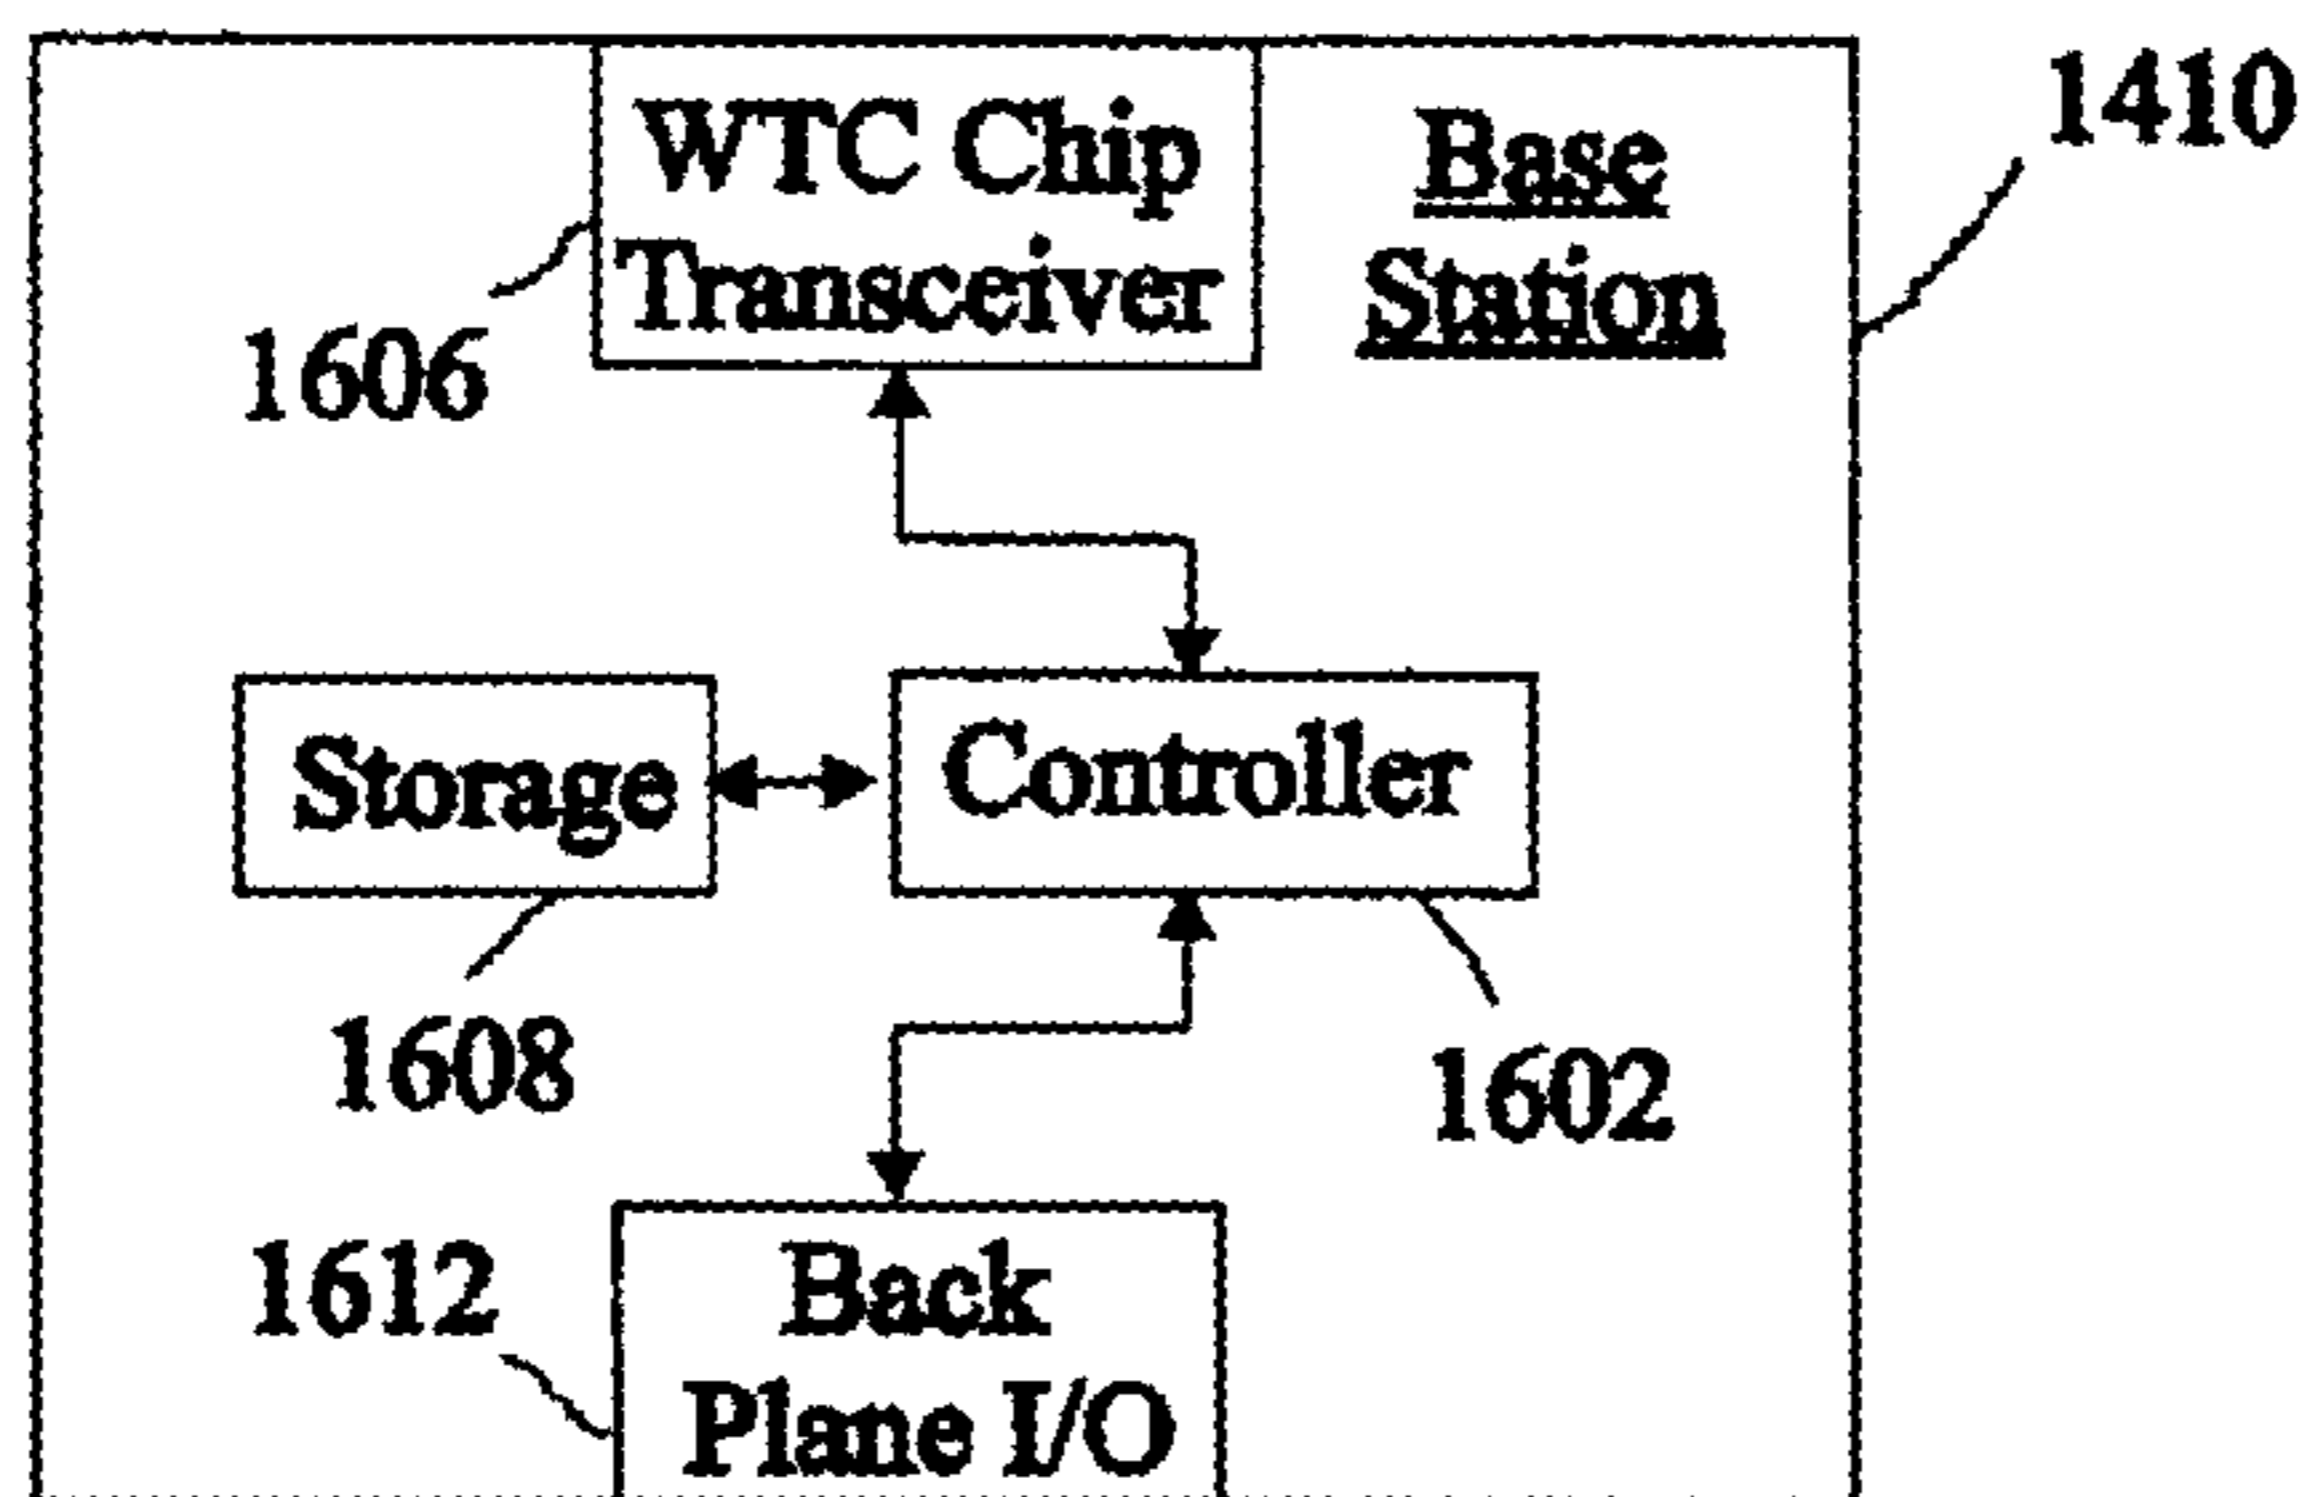 WTC Chip
Transceiver
Base
Station
1410
1606
Storage
Controller
1608
1602
1612
Back
Plane I/O